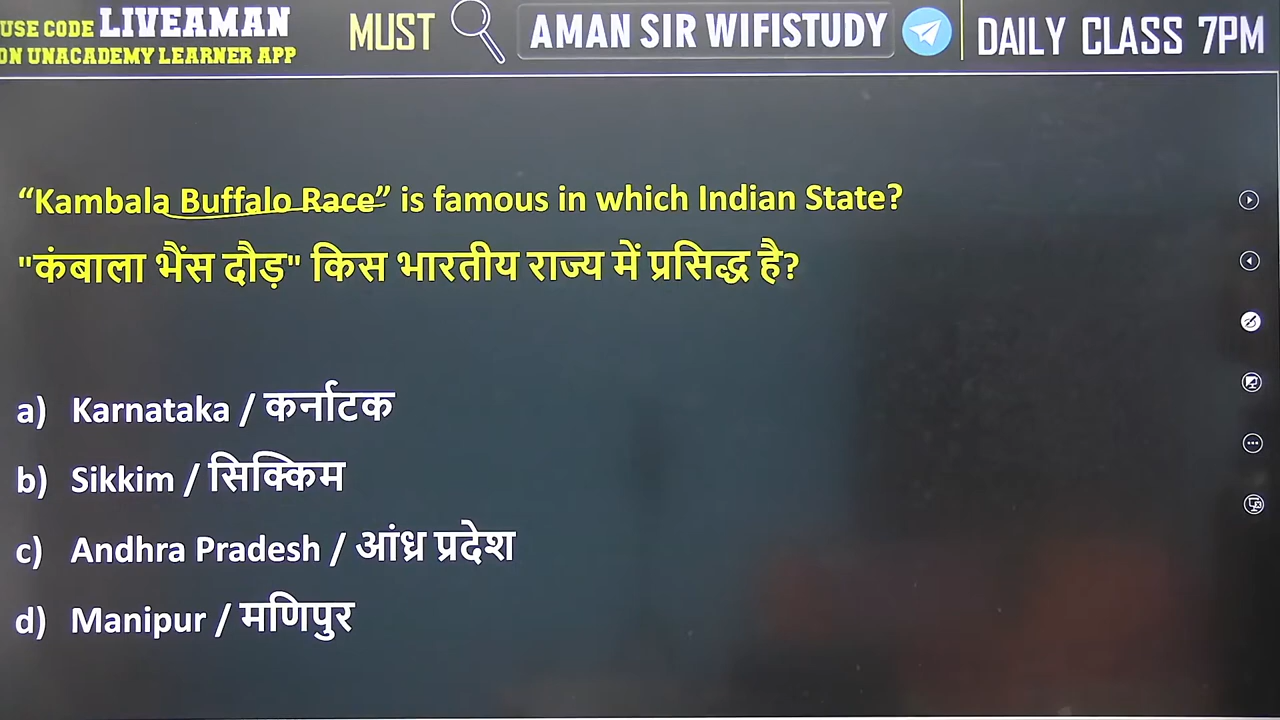 USE CODE LIVEAMAN
ON UNACADEMY LEARNER APP
MUST
AMAN SIR WIFISTUDY
DAILY CLASS 7PM
“Kambala Buffalo Race” is famous in which Indian State?
"कंबाला भैंस दौड़" किस भारतीय राज्य में प्रसिद्ध है?
a) Karnataka / कर्नाटक
b) Sikkim / सिक्किम
c) Andhra Pradesh / आंध्र प्रदेश
d) Manipur / मणिपुर